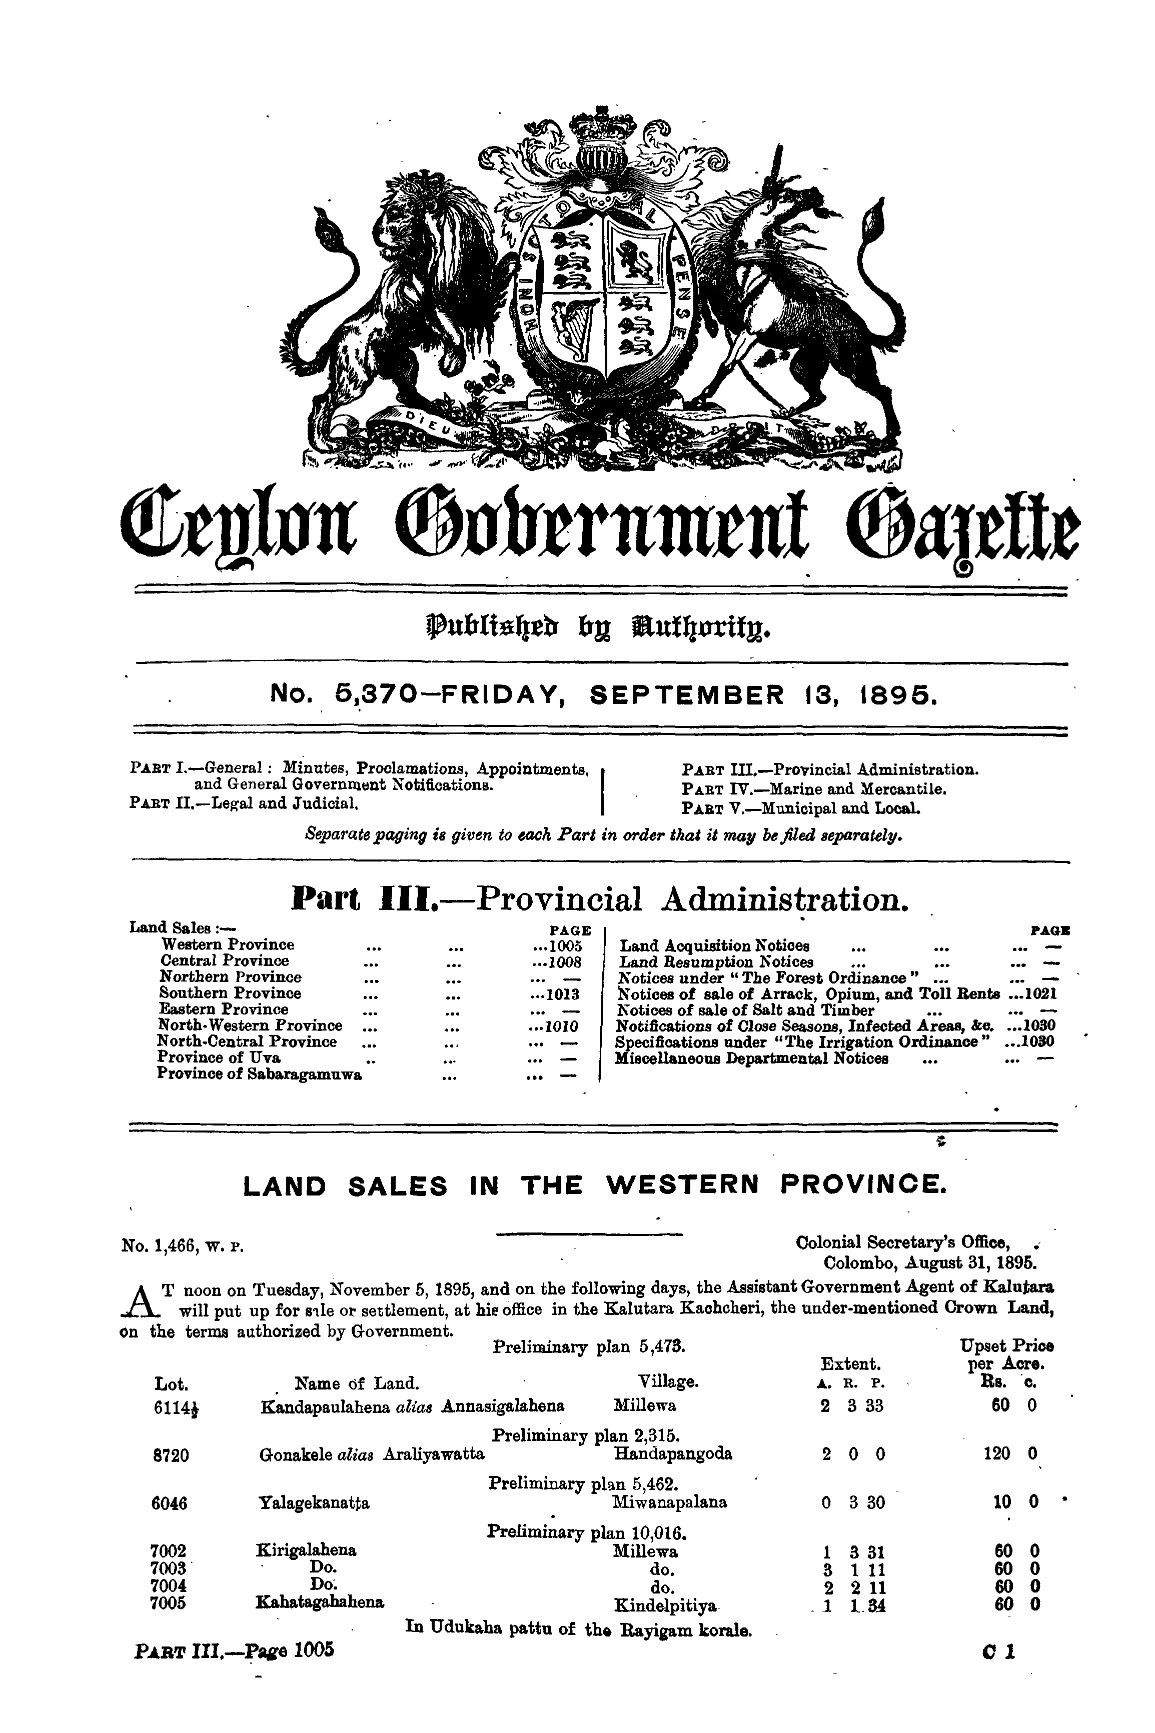 HONI SOIT QUI MAL Y PENSE
DIEU ET MON DROIT
Ceylon Government Gazette
Published by Authority.
No. 5,370—FRIDAY, SEPTEMBER 13, 1895.
PART I.—General: Minutes, Proclamations, Appointments,
and General Government Notifications.
PART II.—Legal and Judicial.
PART III.—Provincial Administration.
PART IV.—Marine and Mercantile.
PART V.—Municipal and Local.
Separate paging is given to each Part in order that it may be filed separately.
Part III.—Provincial Administration.
Land Sales:— PAGE
Western Province ... ... ...1005
Central Province ... ... ...1008
Northern Province ... ... ... —
Southern Province ... ... ...1013
Eastern Province ... ... ... —
North-Western Province ... ... ...1010
North-Central Province ... ... ... —
Province of Uva ... ... ... —
Province of Sabaragamuwa ... ... —
PAGE
Land Acquisition Notices ... ... ... —
Land Resumption Notices ... ... ... —
Notices under "The Forest Ordinance" ... ... —
Notices of sale of Arrack, Opium, and Toll Rents ...1021
Notices of sale of Salt and Timber ... ... —
Notifications of Close Seasons, Infected Areas, &c. ...1030
Specifications under "The Irrigation Ordinance" ...1030
Miscellaneous Departmental Notices ... ... —
LAND SALES IN THE WESTERN PROVINCE.
No. 1,466, W. P. Colonial Secretary's Office,
Colombo, August 31, 1895.
AT noon on Tuesday, November 5, 1895, and on the following days, the Assistant Government Agent of Kalutara
will put up for sale or settlement, at his office in the Kalutara Kachcheri, the under-mentioned Crown Land,
on the terms authorized by Government.
Preliminary plan 5,473. Upset Price
Extent. per Acre.
Lot. Name of Land. Village. A. R. P. Rs. c.
6114½ Kandapaulahena alias Annasigalahena Millewa 2 3 33 60 0
Preliminary plan 2,315.
8720 Gonakele alias Araliyawatta Handapangoda 2 0 0 120 0
Preliminary plan 5,462.
6046 Yalagekanatta Miwanapalana 0 3 30 10 0
Preliminary plan 10,016.
7002 Kirigalahena Millewa 1 3 31 60 0
7003 Do. do. 3 1 11 60 0
7004 Do. do. 2 2 11 60 0
7005 Kahatagahahena Kindelpitiya 1 1 34 60 0
In Udukaha pattu of the Rayigam korale.
PART III.—Page 1005 C 1